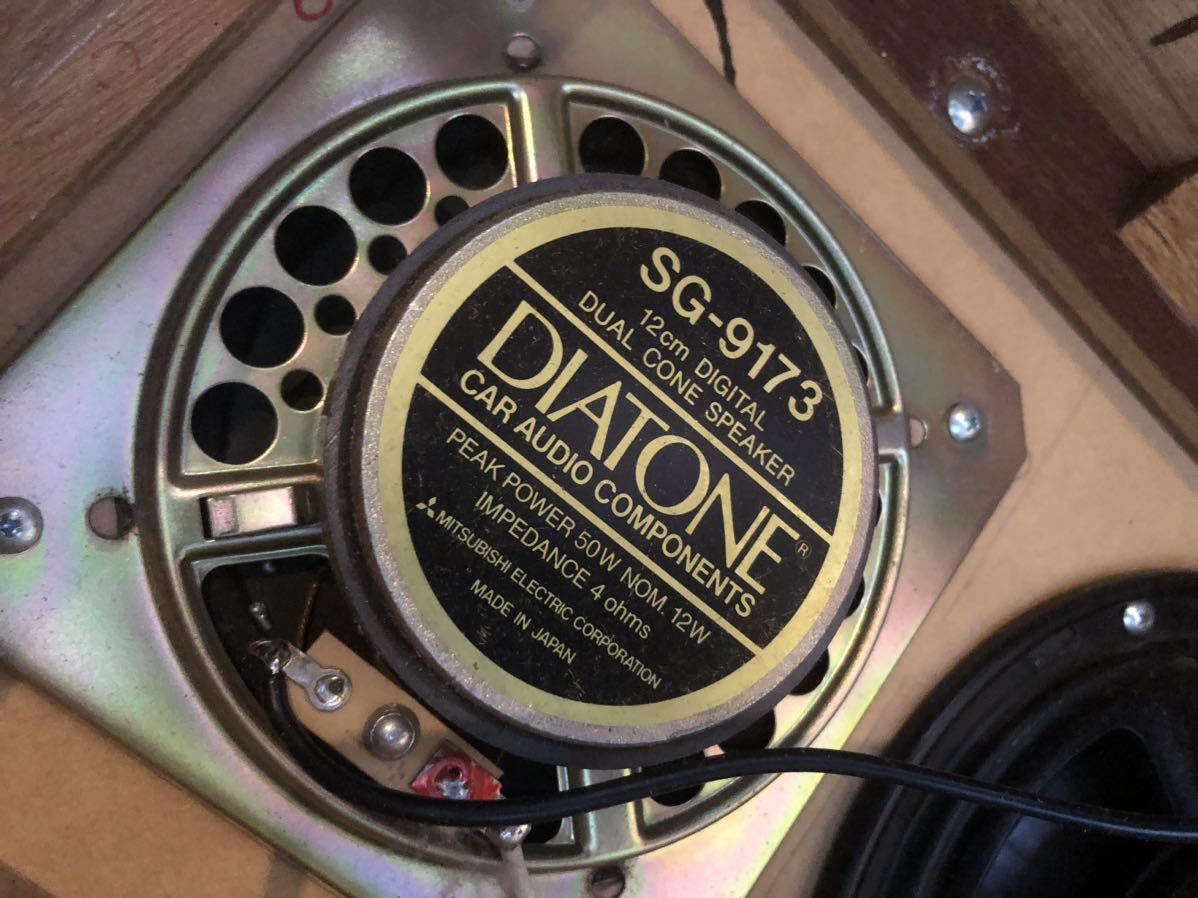 SG-9173
12cm DIGITAL
DUAL CONE SPEAKER
DIATONE®
CAR AUDIO COMPONENTS
PEAK POWER 50W NOM. 12W
IMPEDANCE 4 ohms
MITSUBISHI ELECTRIC CORPORATION
MADE IN JAPAN